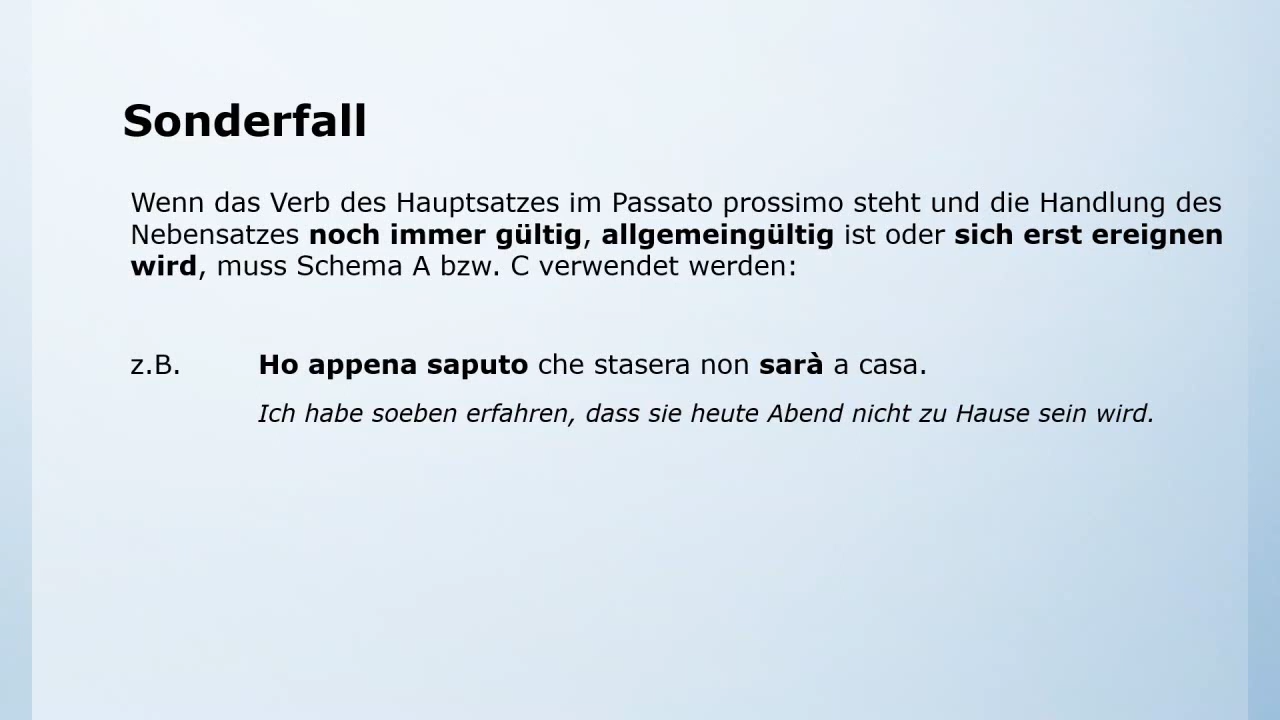 Sonderfall
Wenn das Verb des Hauptsatzes im Passato prossimo steht und die Handlung des
Nebensatzes noch immer gültig, allgemeingültig ist oder sich erst ereignen
wird, muss Schema A bzw. C verwendet werden:
z.B. Ho appena saputo che stasera non sarà a casa.
Ich habe soeben erfahren, dass sie heute Abend nicht zu Hause sein wird.